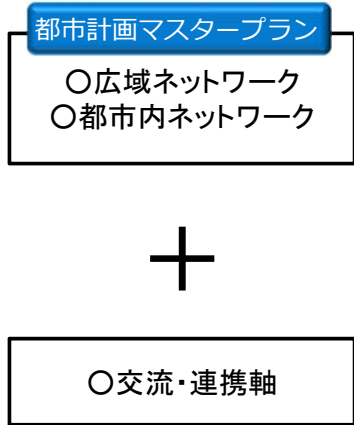 都市計画マスタープラン
○広域ネットワーク
○都市内ネットワーク
＋
○交流・連携軸